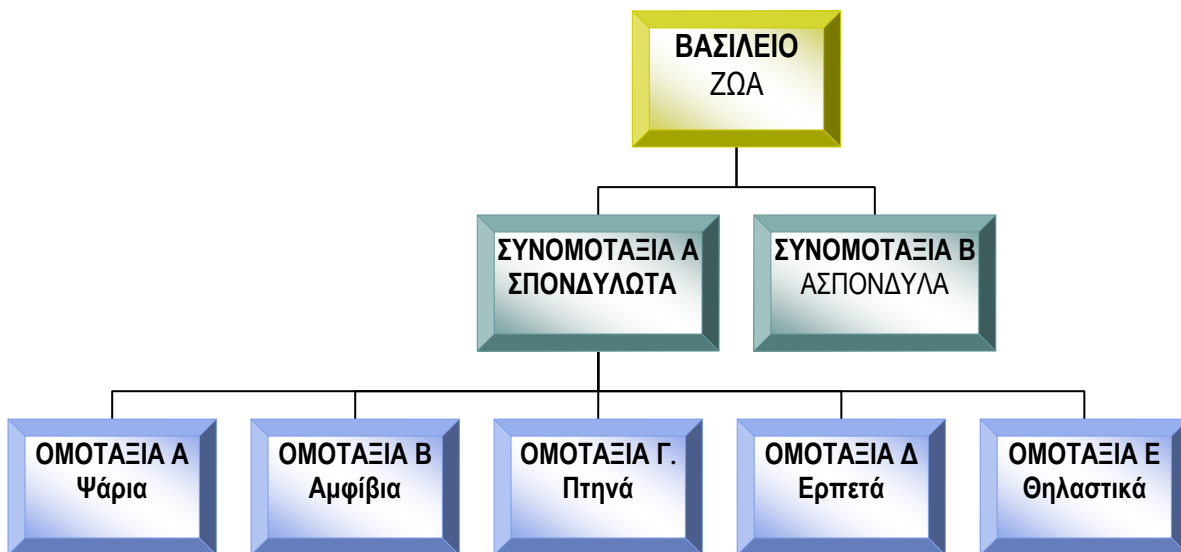 ΒΑΣΙΛΕΙΟ
ΖΩΑ
ΣΥΝΟΜΟΤΑΞΙΑ Α
ΣΠΟΝΔΥΛΩΤΑ
ΣΥΝΟΜΟΤΑΞΙΑ Β
ΑΣΠΟΝΔΥΛΑ
ΟΜΟΤΑΞΙΑ Α
Ψάρια
ΟΜΟΤΑΞΙΑ Β
Αμφίβια
ΟΜΟΤΑΞΙΑ Γ.
Πτηνά
ΟΜΟΤΑΞΙΑ Δ
Ερπετά
ΟΜΟΤΑΞΙΑ Ε
Θηλαστικά